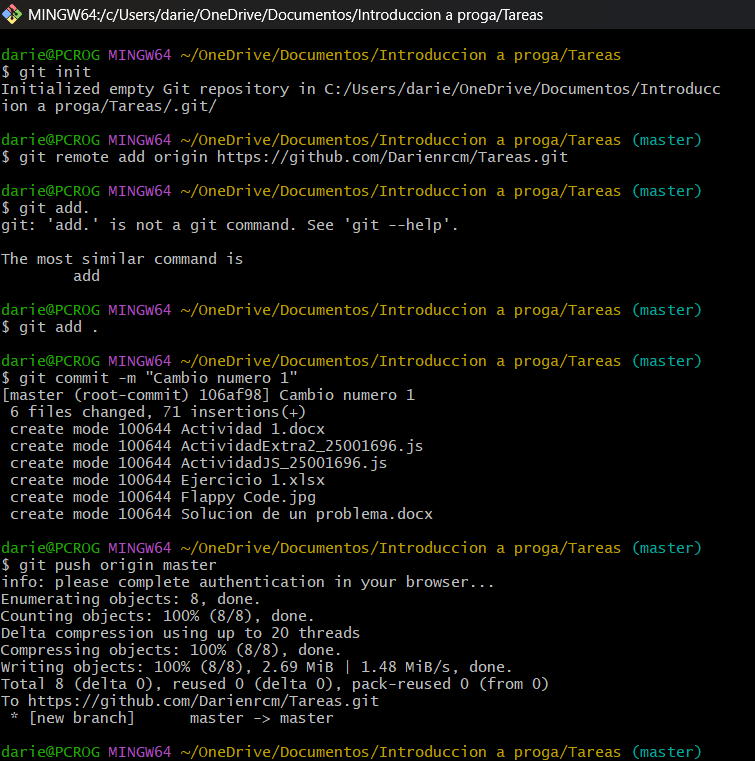 MINGW64:/c/Users/darie/OneDrive/Documentos/Introduccion a proga/Tareas
darie@PCROG MINGW64 ~/OneDrive/Documentos/Introduccion a proga/Tareas
$ git init
Initialized empty Git repository in C:/Users/darie/OneDrive/Documentos/Introducc
ion a proga/Tareas/.git/
darie@PCROG MINGW64 ~/OneDrive/Documentos/Introduccion a proga/Tareas (master)
$ git remote add origin https://github.com/Darienrcm/Tareas.git
darie@PCROG MINGW64 ~/OneDrive/Documentos/Introduccion a proga/Tareas (master)
$ git add.
git: 'add.' is not a git command. See 'git --help'.
The most similar command is
add
darie@PCROG MINGW64 ~/OneDrive/Documentos/Introduccion a proga/Tareas (master)
$ git add .
darie@PCROG MINGW64 ~/OneDrive/Documentos/Introduccion a proga/Tareas (master)
$ git commit -m "Cambio numero 1"
[master (root-commit) 106af98] Cambio numero 1
6 files changed, 71 insertions(+)
create mode 100644 Actividad 1.docx
create mode 100644 ActividadExtra2_25001696.js
create mode 100644 ActividadJS_25001696.js
create mode 100644 Ejercicio 1.xlsx
create mode 100644 Flappy Code.jpg
create mode 100644 Solucion de un problema.docx
darie@PCROG MINGW64 ~/OneDrive/Documentos/Introduccion a proga/Tareas (master)
$ git push origin master
info: please complete authentication in your browser...
Enumerating objects: 8, done.
Counting objects: 100% (8/8), done.
Delta compression using up to 20 threads
Compressing objects: 100% (8/8), done.
Writing objects: 100% (8/8), 2.69 MiB | 1.48 MiB/s, done.
Total 8 (delta 0), reused 0 (delta 0), pack-reused 0 (from 0)
To https://github.com/Darienrcm/Tareas.git
* [new branch]      master -> master
darie@PCROG MINGW64 ~/OneDrive/Documentos/Introduccion a proga/Tareas (master)